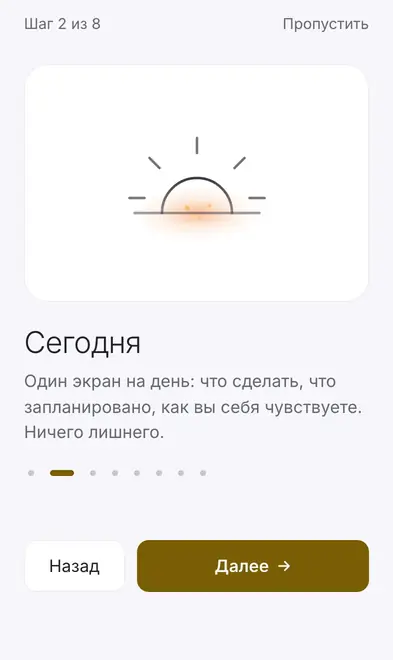 Шаг 2 из 8
Пропустить
Сегодня
Один экран на день: что сделать, что
запланировано, как вы себя чувствуете.
Ничего лишнего.
Назад
Далее →